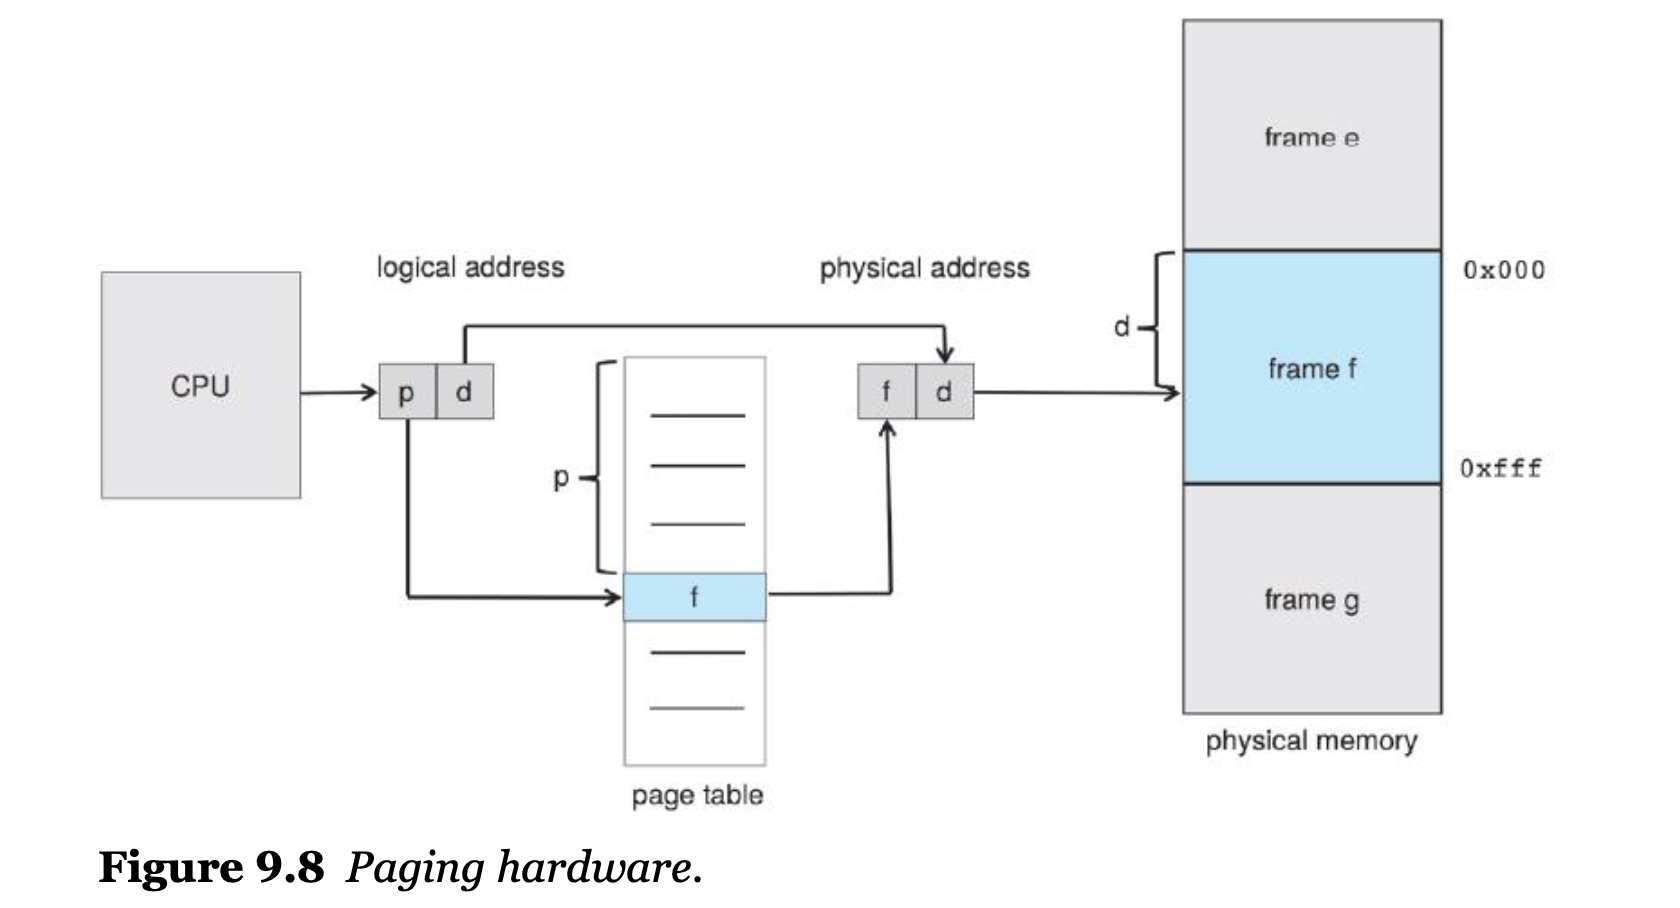 frame e
logical address
physical address
0x000
d
frame f
CPU
p d
f d
p
0xfff
f
frame g
physical memory
page table
Figure 9.8 Paging hardware.